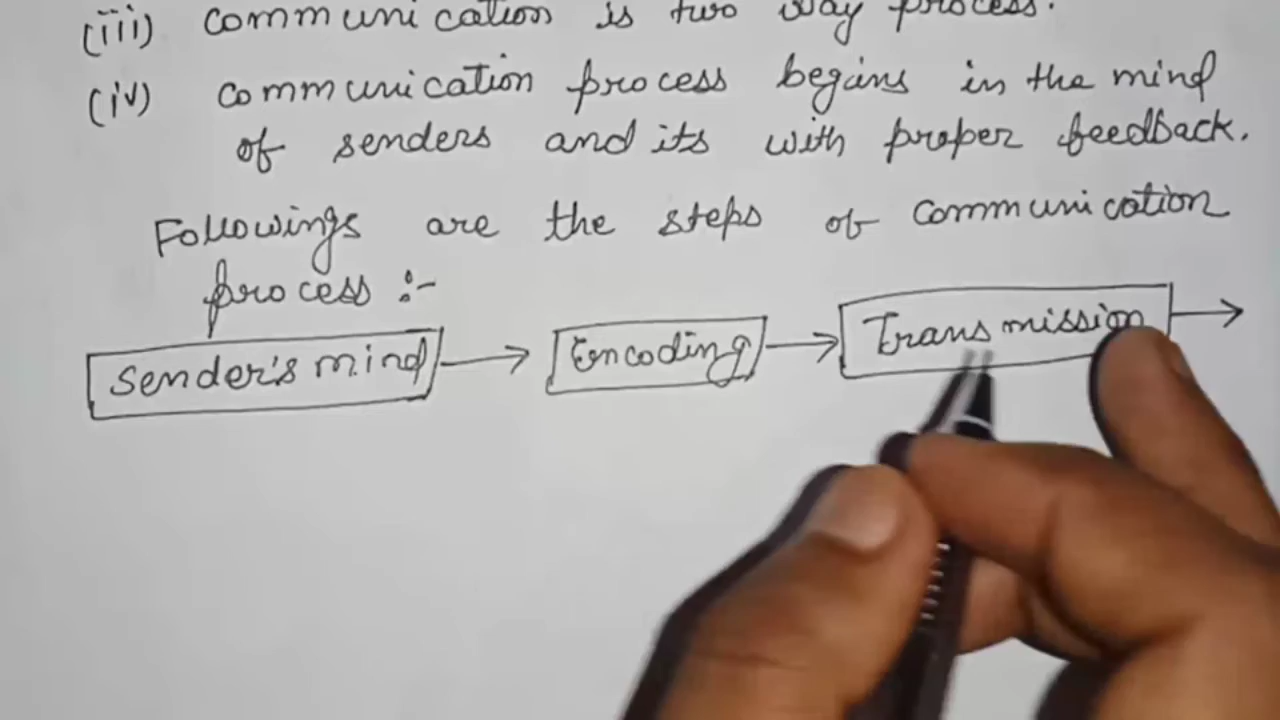 (iii) communication is two way process.
(iv) communication process begins in the mind
of senders and its with proper feedback.
Followings are the steps of communication
process :-
Sender's mind → Encoding → Transmission →